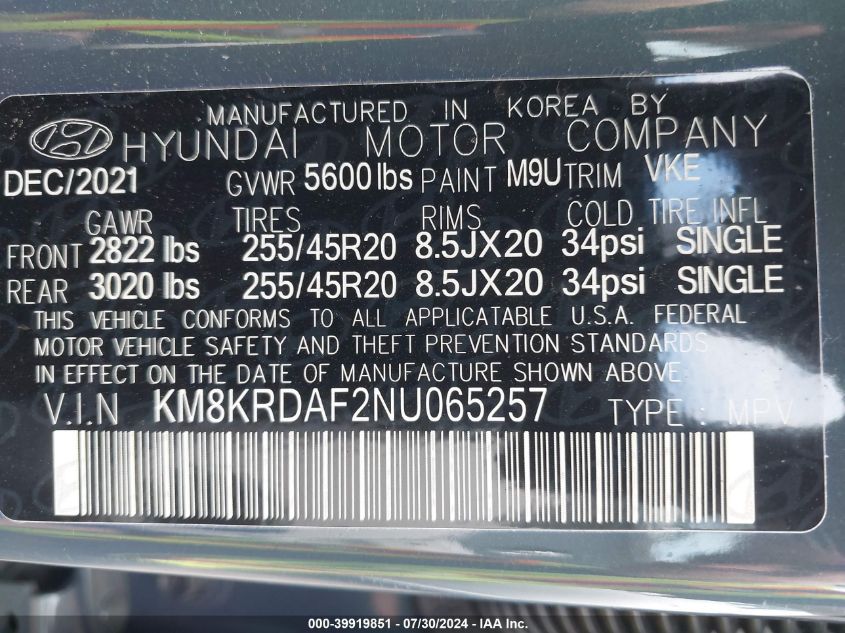 MANUFACTURED IN KOREA BY
HYUNDAI MOTOR COMPANY
DEC/2021 GVWR 5600 lbs PAINT M9U TRIM VKE
GAWR TIRES RIMS COLD TIRE INFL
FRONT 2822 lbs 255/45R20 8.5JX20 34psi SINGLE
REAR 3020 lbs 255/45R20 8.5JX20 34psi SINGLE
THIS VEHICLE CONFORMS TO ALL APPLICATABLE U.S.A. FEDERAL
MOTOR VEHICLE SAFETY AND THEFT PREVENTION STANDARDS
IN EFFECT ON THE DATE OF MANUFACTURE SHOWN ABOVE.
V.I.N KM8KRDAF2NU065257 TYPE : MPV
000-39919851 / 07/30/2024 / IAA, Inc.